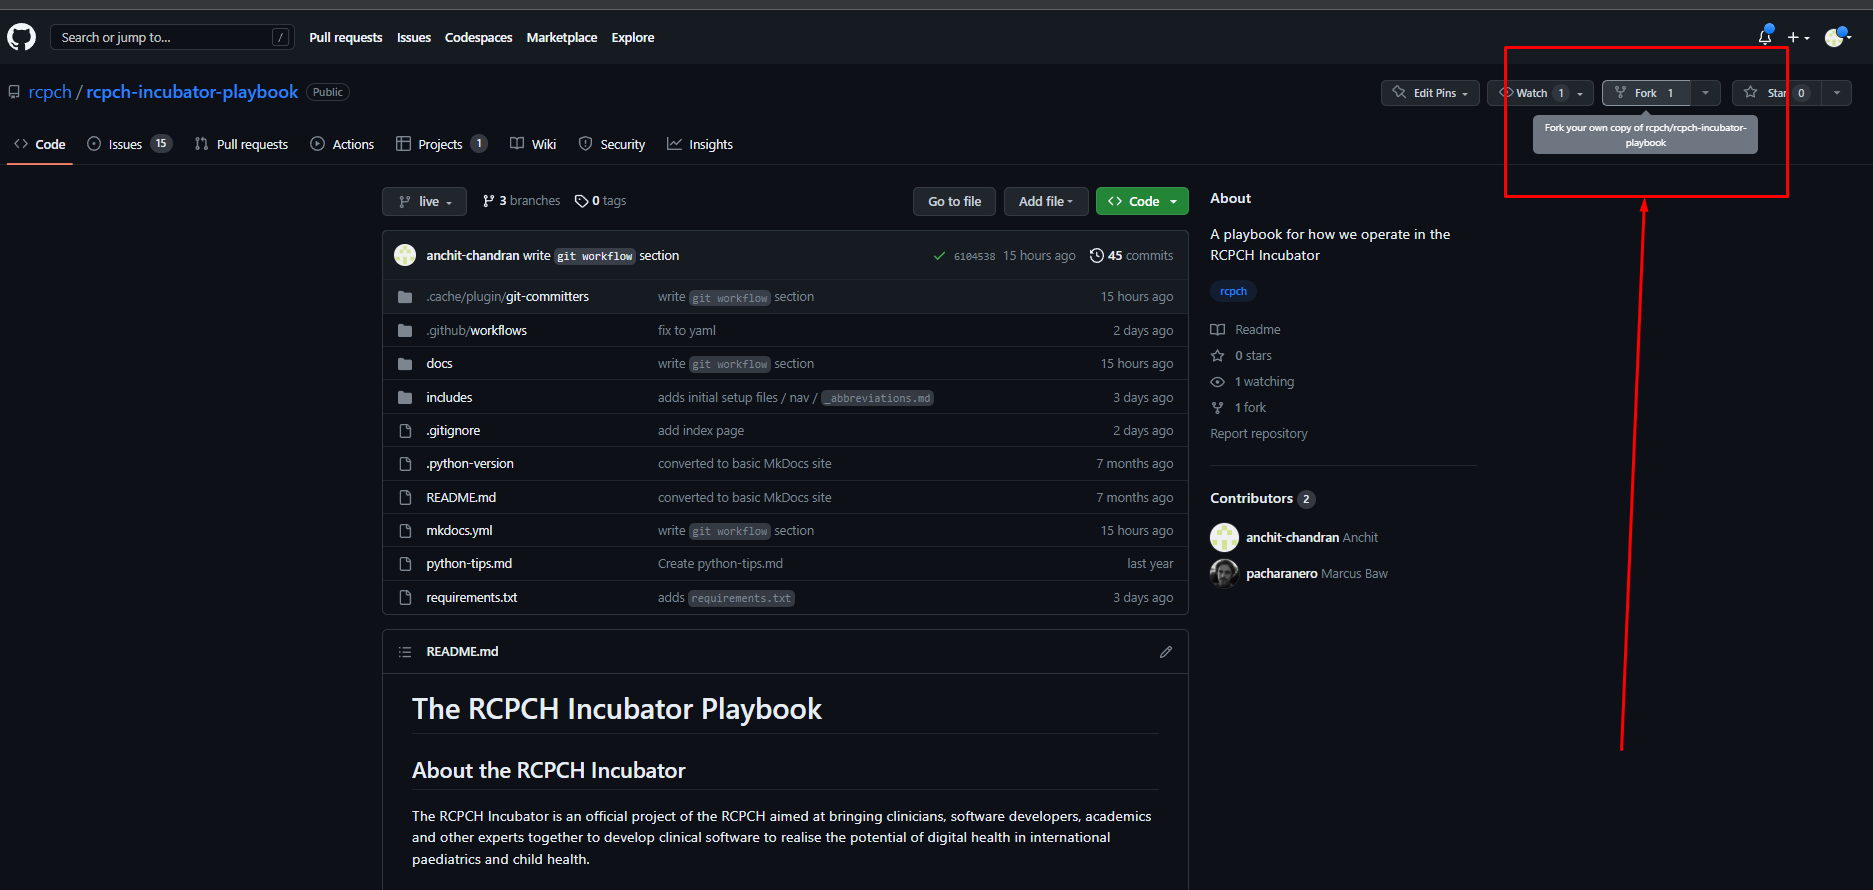 Search or jump to... /
Pull requests Issues Codespaces Marketplace Explore
rcpch / rcpch-incubator-playbook Public
Edit Pins Watch 1 Fork 1 Star 0
Fork your own copy of rcpch/rcpch-incubator-
playbook
Code Issues 15 Pull requests Actions Projects 1 Wiki Security Insights
live 3 branches 0 tags Go to file Add file Code
anchit-chandran write git workflow section 6104538 15 hours ago 45 commits
.cache/plugin/git-committers write git workflow section 15 hours ago
.github/workflows fix to yaml 2 days ago
docs write git workflow section 15 hours ago
includes adds initial setup files / nav / _abbreviations.md 3 days ago
.gitignore add index page 2 days ago
.python-version converted to basic MkDocs site 7 months ago
README.md converted to basic MkDocs site 7 months ago
mkdocs.yml write git workflow section 15 hours ago
python-tips.md Create python-tips.md last year
requirements.txt adds requirements.txt 3 days ago
README.md
The RCPCH Incubator Playbook
About the RCPCH Incubator
The RCPCH Incubator is an official project of the RCPCH aimed at bringing clinicians, software developers, academics
and other experts together to develop clinical software to realise the potential of digital health in international
paediatrics and child health.
About
A playbook for how we operate in the
RCPCH Incubator
rcpch
Readme
0 stars
1 watching
1 fork
Report repository
Contributors 2
anchit-chandran Anchit
pacharanero Marcus Baw